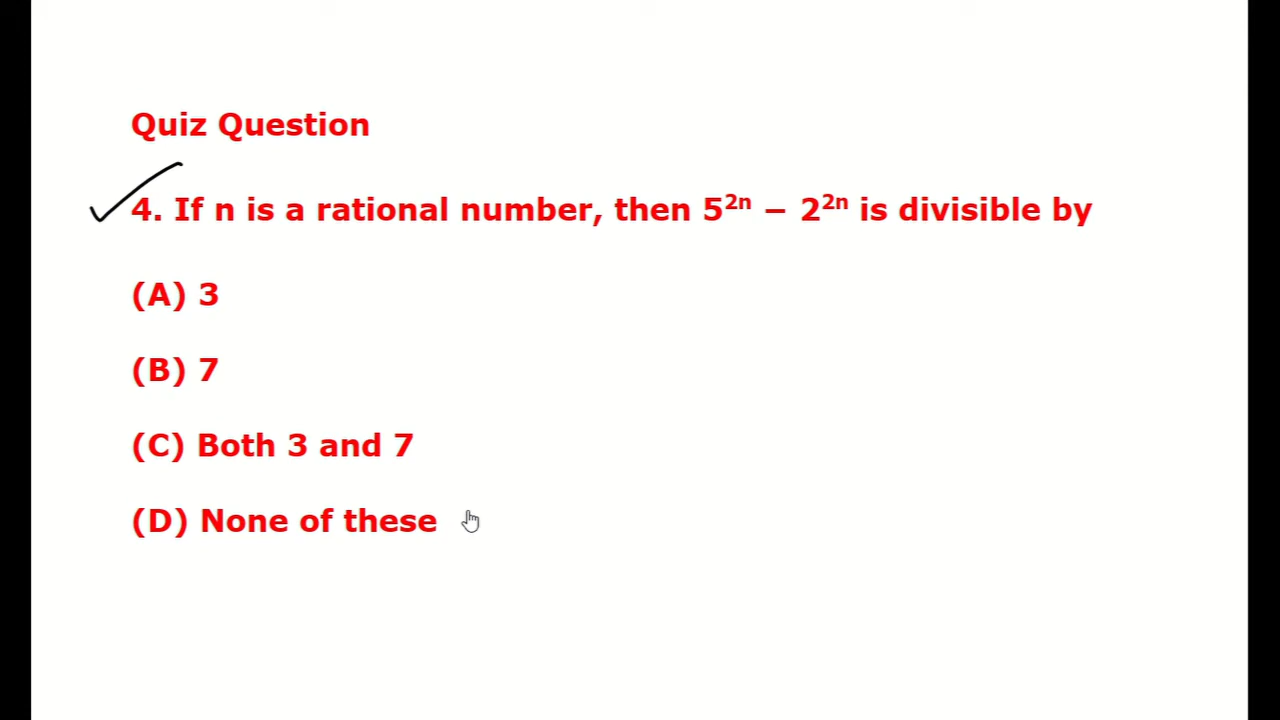 Quiz Question
4. If n is a rational number, then 5²ⁿ − 2²ⁿ is divisible by
(A) 3
(B) 7
(C) Both 3 and 7
(D) None of these